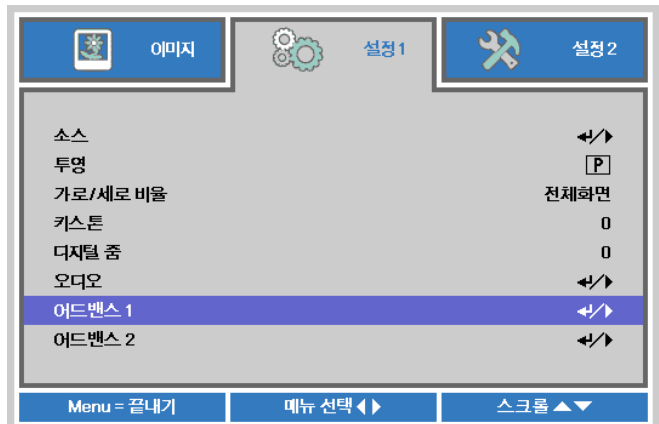 이미지 설정 1 설정 2
소스 ↵/▶
투영 P
가로/세로 비율 전체화면
키스톤 0
디지털 줌 0
오디오 ↵/▶
어드밴스 1 ↵/▶
어드밴스 2 ↵/▶
Menu = 끝내기 메뉴 선택 ◀ ▶ 스크롤 ▲ ▼